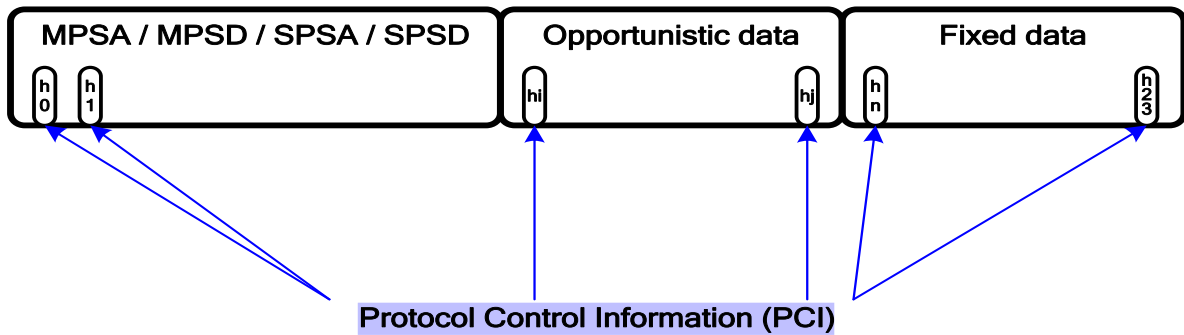 MPSA / MPSD / SPSA / SPSD
Opportunistic data
Fixed data
h0
h1
hi
hj
hn
h23
Protocol Control Information (PCI)